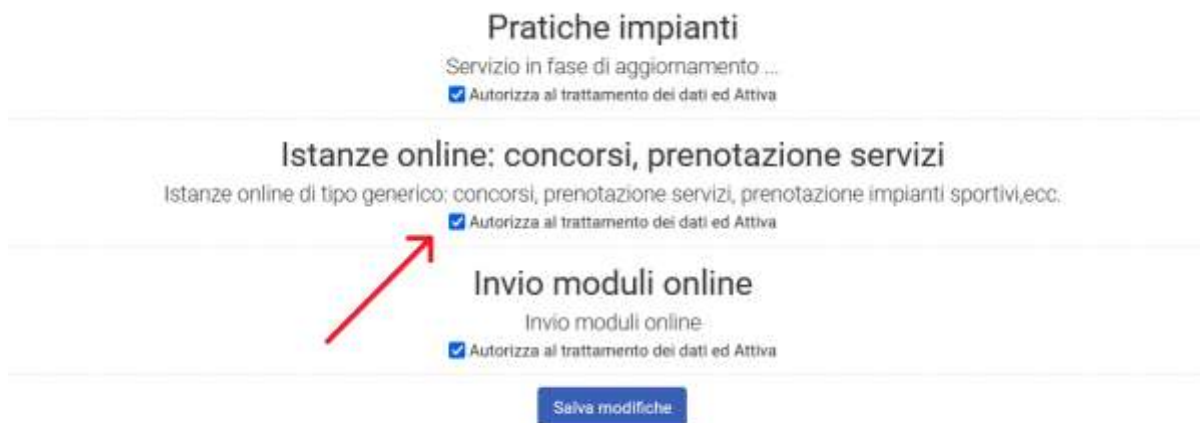 Pratiche impianti
Servizio in fase di aggiornamento ...
Autorizza al trattamento dei dati ed Attiva
Istanze online: concorsi, prenotazione servizi
Istanze online di tipo generico: concorsi, prenotazione servizi, prenotazione impianti sportivi,ecc.
Autorizza al trattamento dei dati ed Attiva
Invio moduli online
Invio moduli online
Autorizza al trattamento dei dati ed Attiva
Salva modifiche